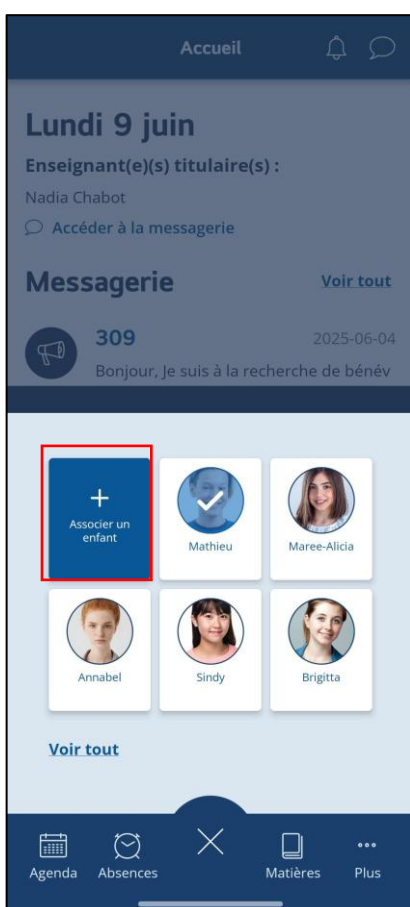 Accueil
Lundi 9 juin
Enseignant(e)(s) titulaire(s) :
Nadia Chabot
Accéder à la messagerie
Messagerie
Voir tout
309
2025-06-04
Bonjour, Je suis à la recherche de bénév
Associer un
enfant
Mathieu
Maree-Alicia
Annabel
Sindy
Brigitta
Voir tout
Agenda
Absences
Matières
Plus